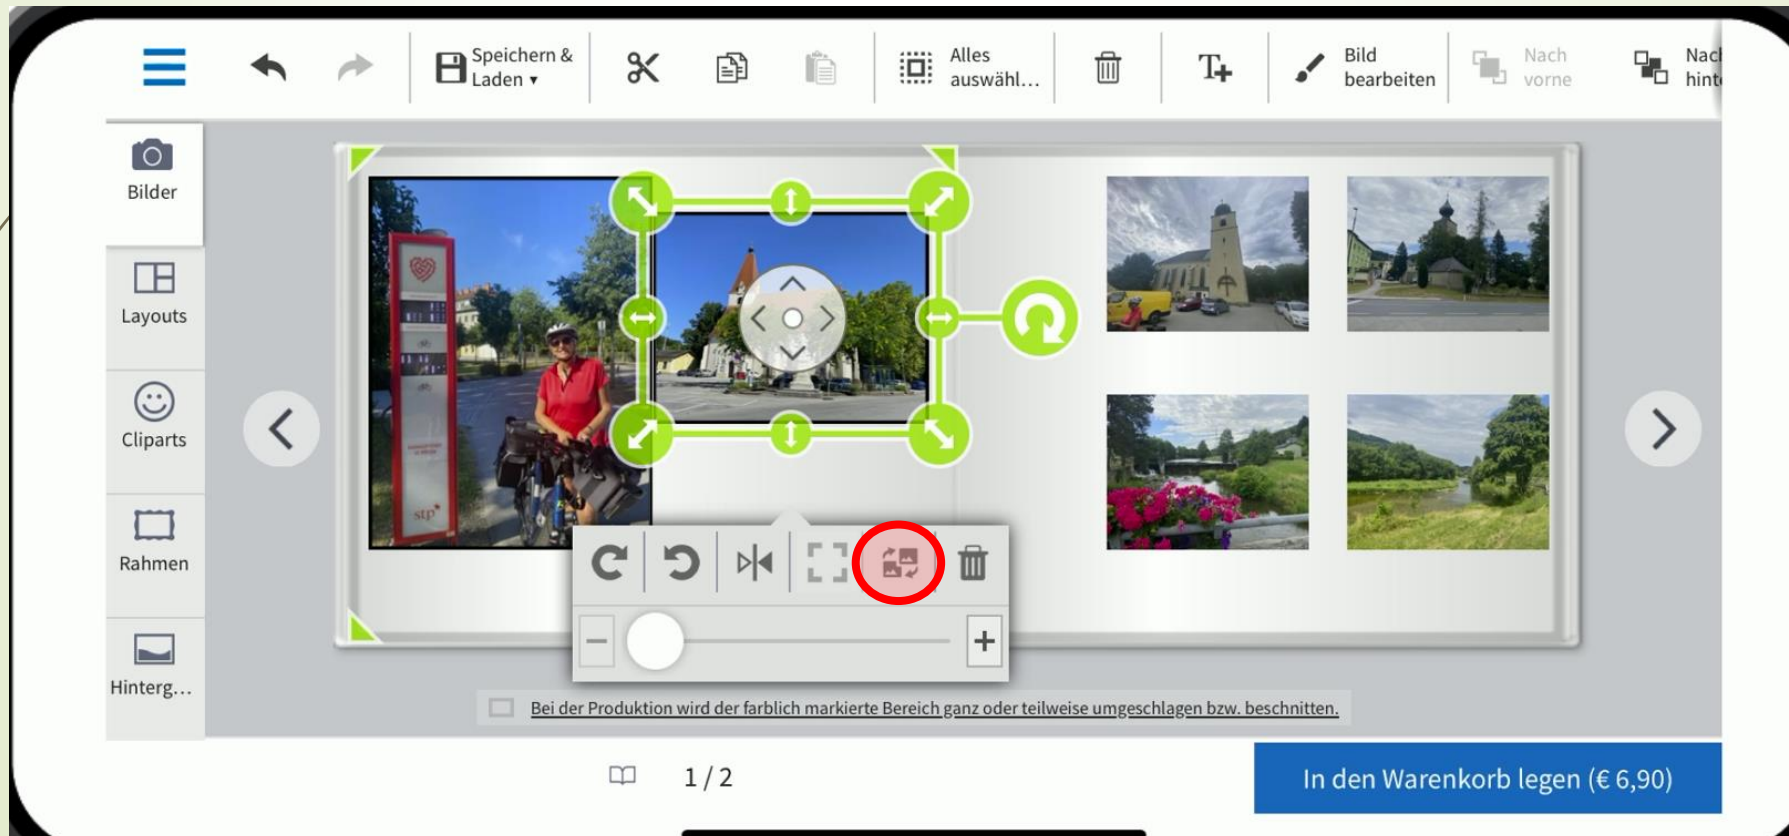 Speichern &
Laden ▾
Alles
auswähl...
T+
Bild
bearbeiten
Nach
vorne
Nach
hint
Bilder
Layouts
Cliparts
Rahmen
Hinterg...
stp*
Bei der Produktion wird der farblich markierte Bereich ganz oder teilweise umgeschlagen bzw. beschnitten.
1 / 2
In den Warenkorb legen (€ 6,90)